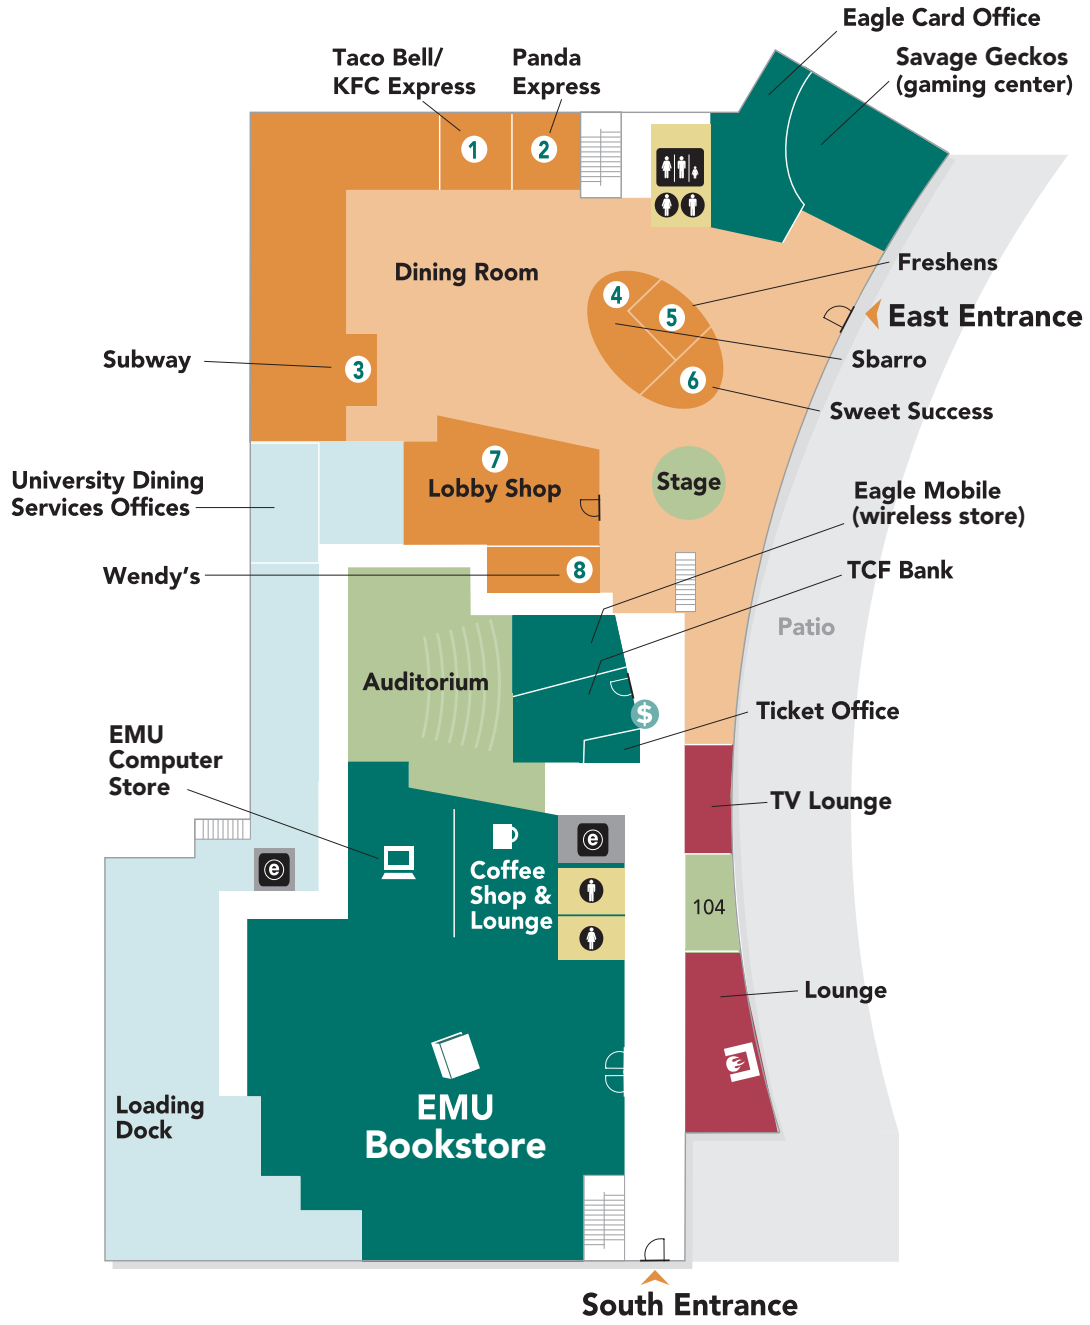 Eagle Card Office
Taco Bell/
KFC Express
Panda
Express
Savage Geckos
(gaming center)
1
2
Dining Room
Freshens
4
5
East Entrance
Subway
3
Sbarro
6
Sweet Success
7
Lobby Shop
Stage
University Dining
Services Offices
Eagle Mobile
(wireless store)
Wendy's
8
TCF Bank
Patio
Auditorium
$
Ticket Office
EMU
Computer
Store
TV Lounge
e
e
Coffee
Shop &
Lounge
104
Lounge
Loading
Dock
EMU
Bookstore
South Entrance